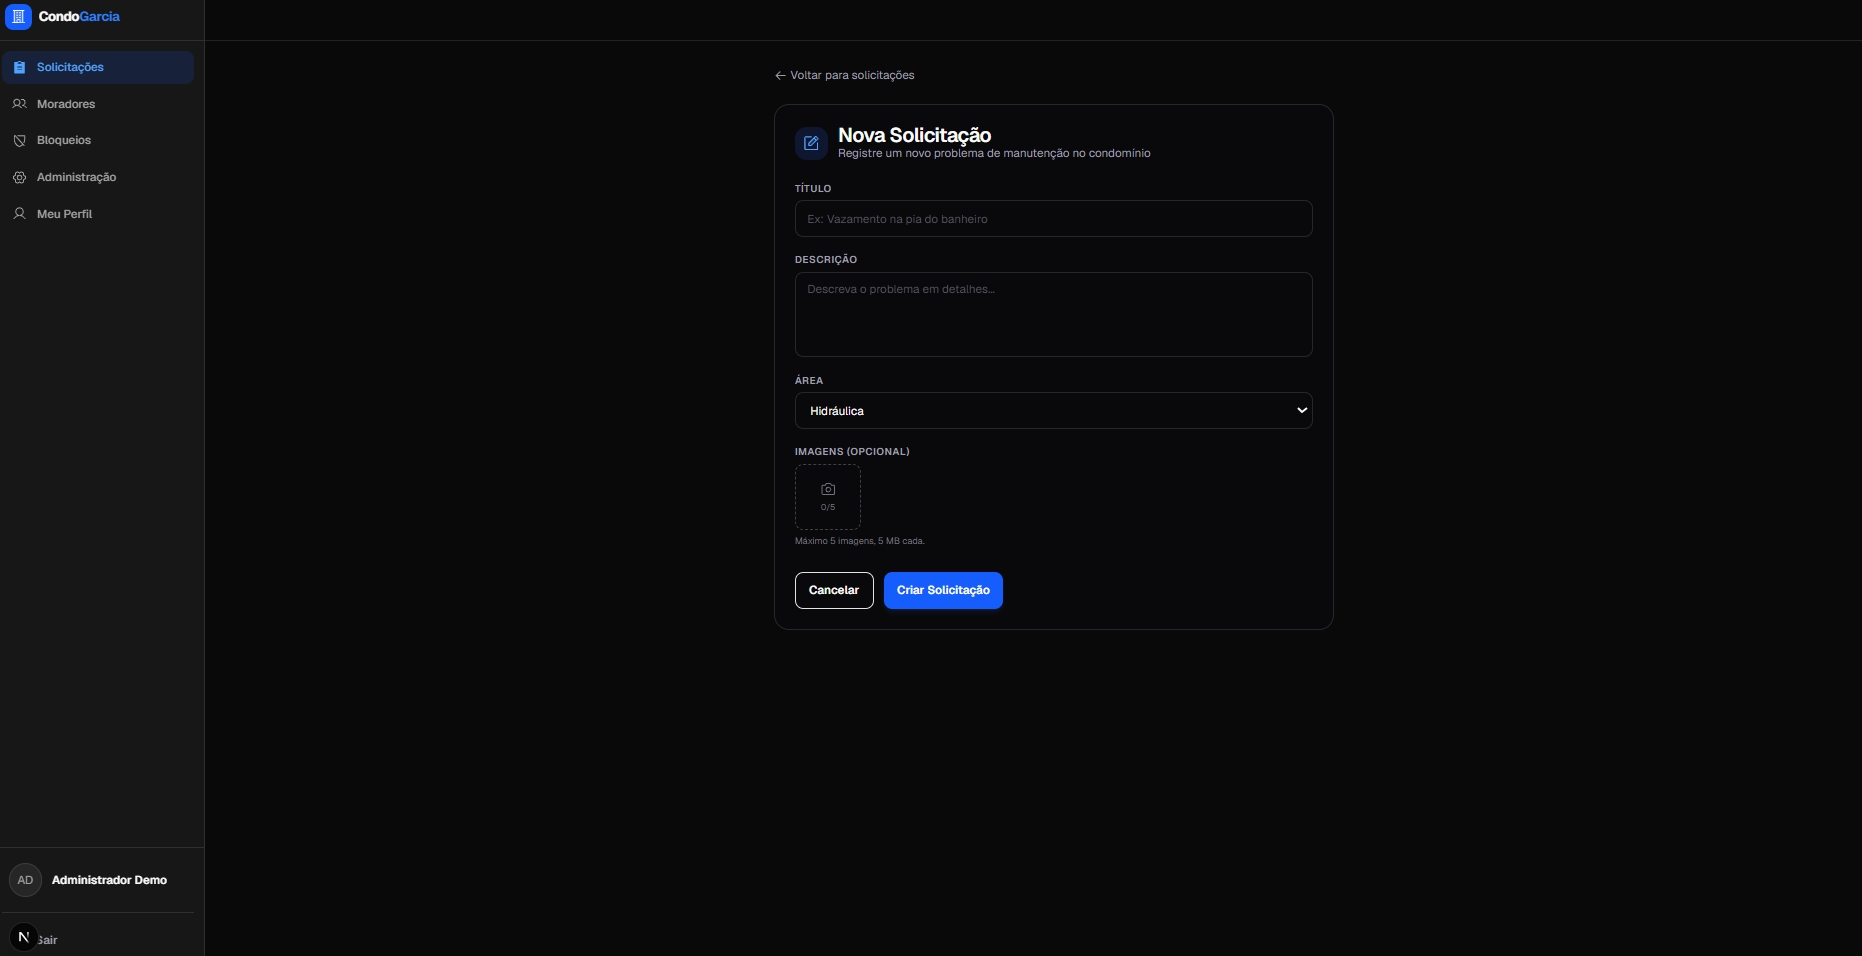 CondoGarcia
Solicitações
Moradores
Bloqueios
Administração
Meu Perfil
AD
Administrador Demo
N
Sair
← Voltar para solicitações
Nova Solicitação
Registre um novo problema de manutenção no condomínio
TÍTULO
Ex: Vazamento na pia do banheiro
DESCRIÇÃO
Descreva o problema em detalhes...
ÁREA
Hidráulica
IMAGENS (OPCIONAL)
0/5
Máximo 5 imagens, 5 MB cada.
Cancelar
Criar Solicitação